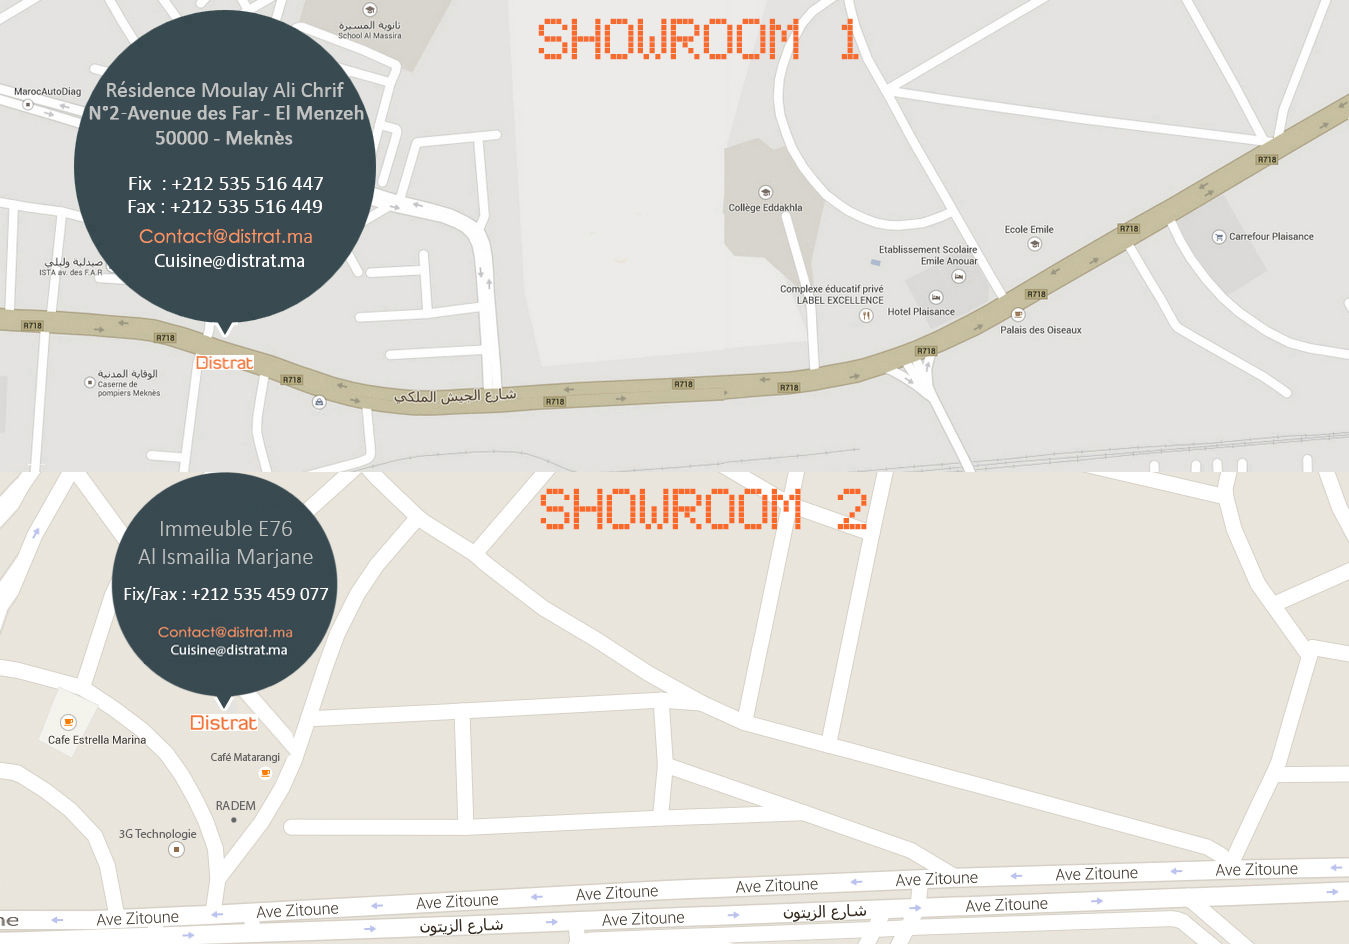 SHOWROOM 1
ثانوية المسيرة
School Al Massira
MarocAutoDiag
Résidence Moulay Ali Chrif
N°2-Avenue des Far - El Menzeh
50000 - Meknès
Fix : +212 535 516 447
Fax : +212 535 516 449
Contact@distrat.ma
Cuisine@distrat.ma
صيدلية وليلي
ISTA av. des F.A.R
Collège Eddakhla
Ecole Emile
Etablissement Scolaire
Emile Anouar
Carrefour Plaisance
Complexe éducatif privé
LABEL EXCELLENCE
Hotel Plaisance
Palais des Oiseaux
R718
R718
R718
R718
R718
R718
R718
R718
R718
R718
R718
Distrat
الوقاية المدنية
Caserne de
pompiers Meknès
شارع الجيش الملكي
SHOWROOM 2
Immeuble E76
Al Ismailia Marjane
Fix/Fax : +212 535 459 077
Contact@distrat.ma
Cuisine@distrat.ma
Distrat
Cafe Estrella Marina
Café Matarangi
RADEM
3G Technologie
ne
Ave Zitoune
Ave Zitoune
Ave Zitoune
Ave Zitoune
Ave Zitoune
Ave Zitoune
Ave Zitoune
Ave Zitoune
شارع الزيتون
Ave Zitoune
شارع الزيتون
Ave Zitoune